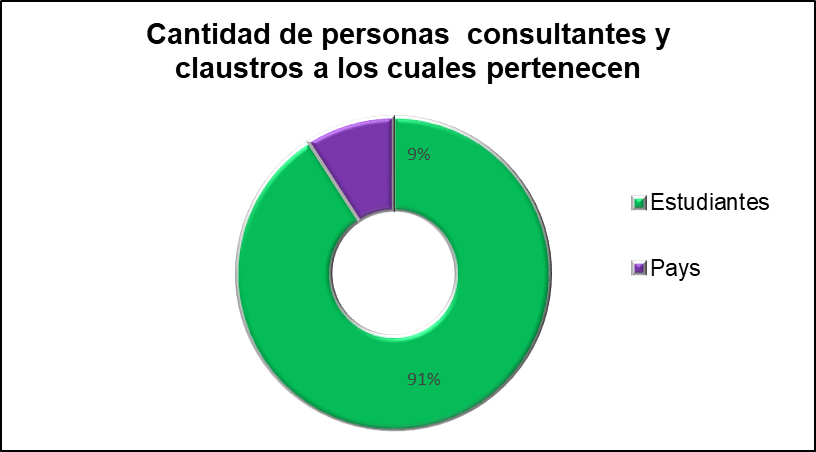 Cantidad de personas  consultantes y
claustros a los cuales pertenecen
9%
Estudiantes
Pays
91%